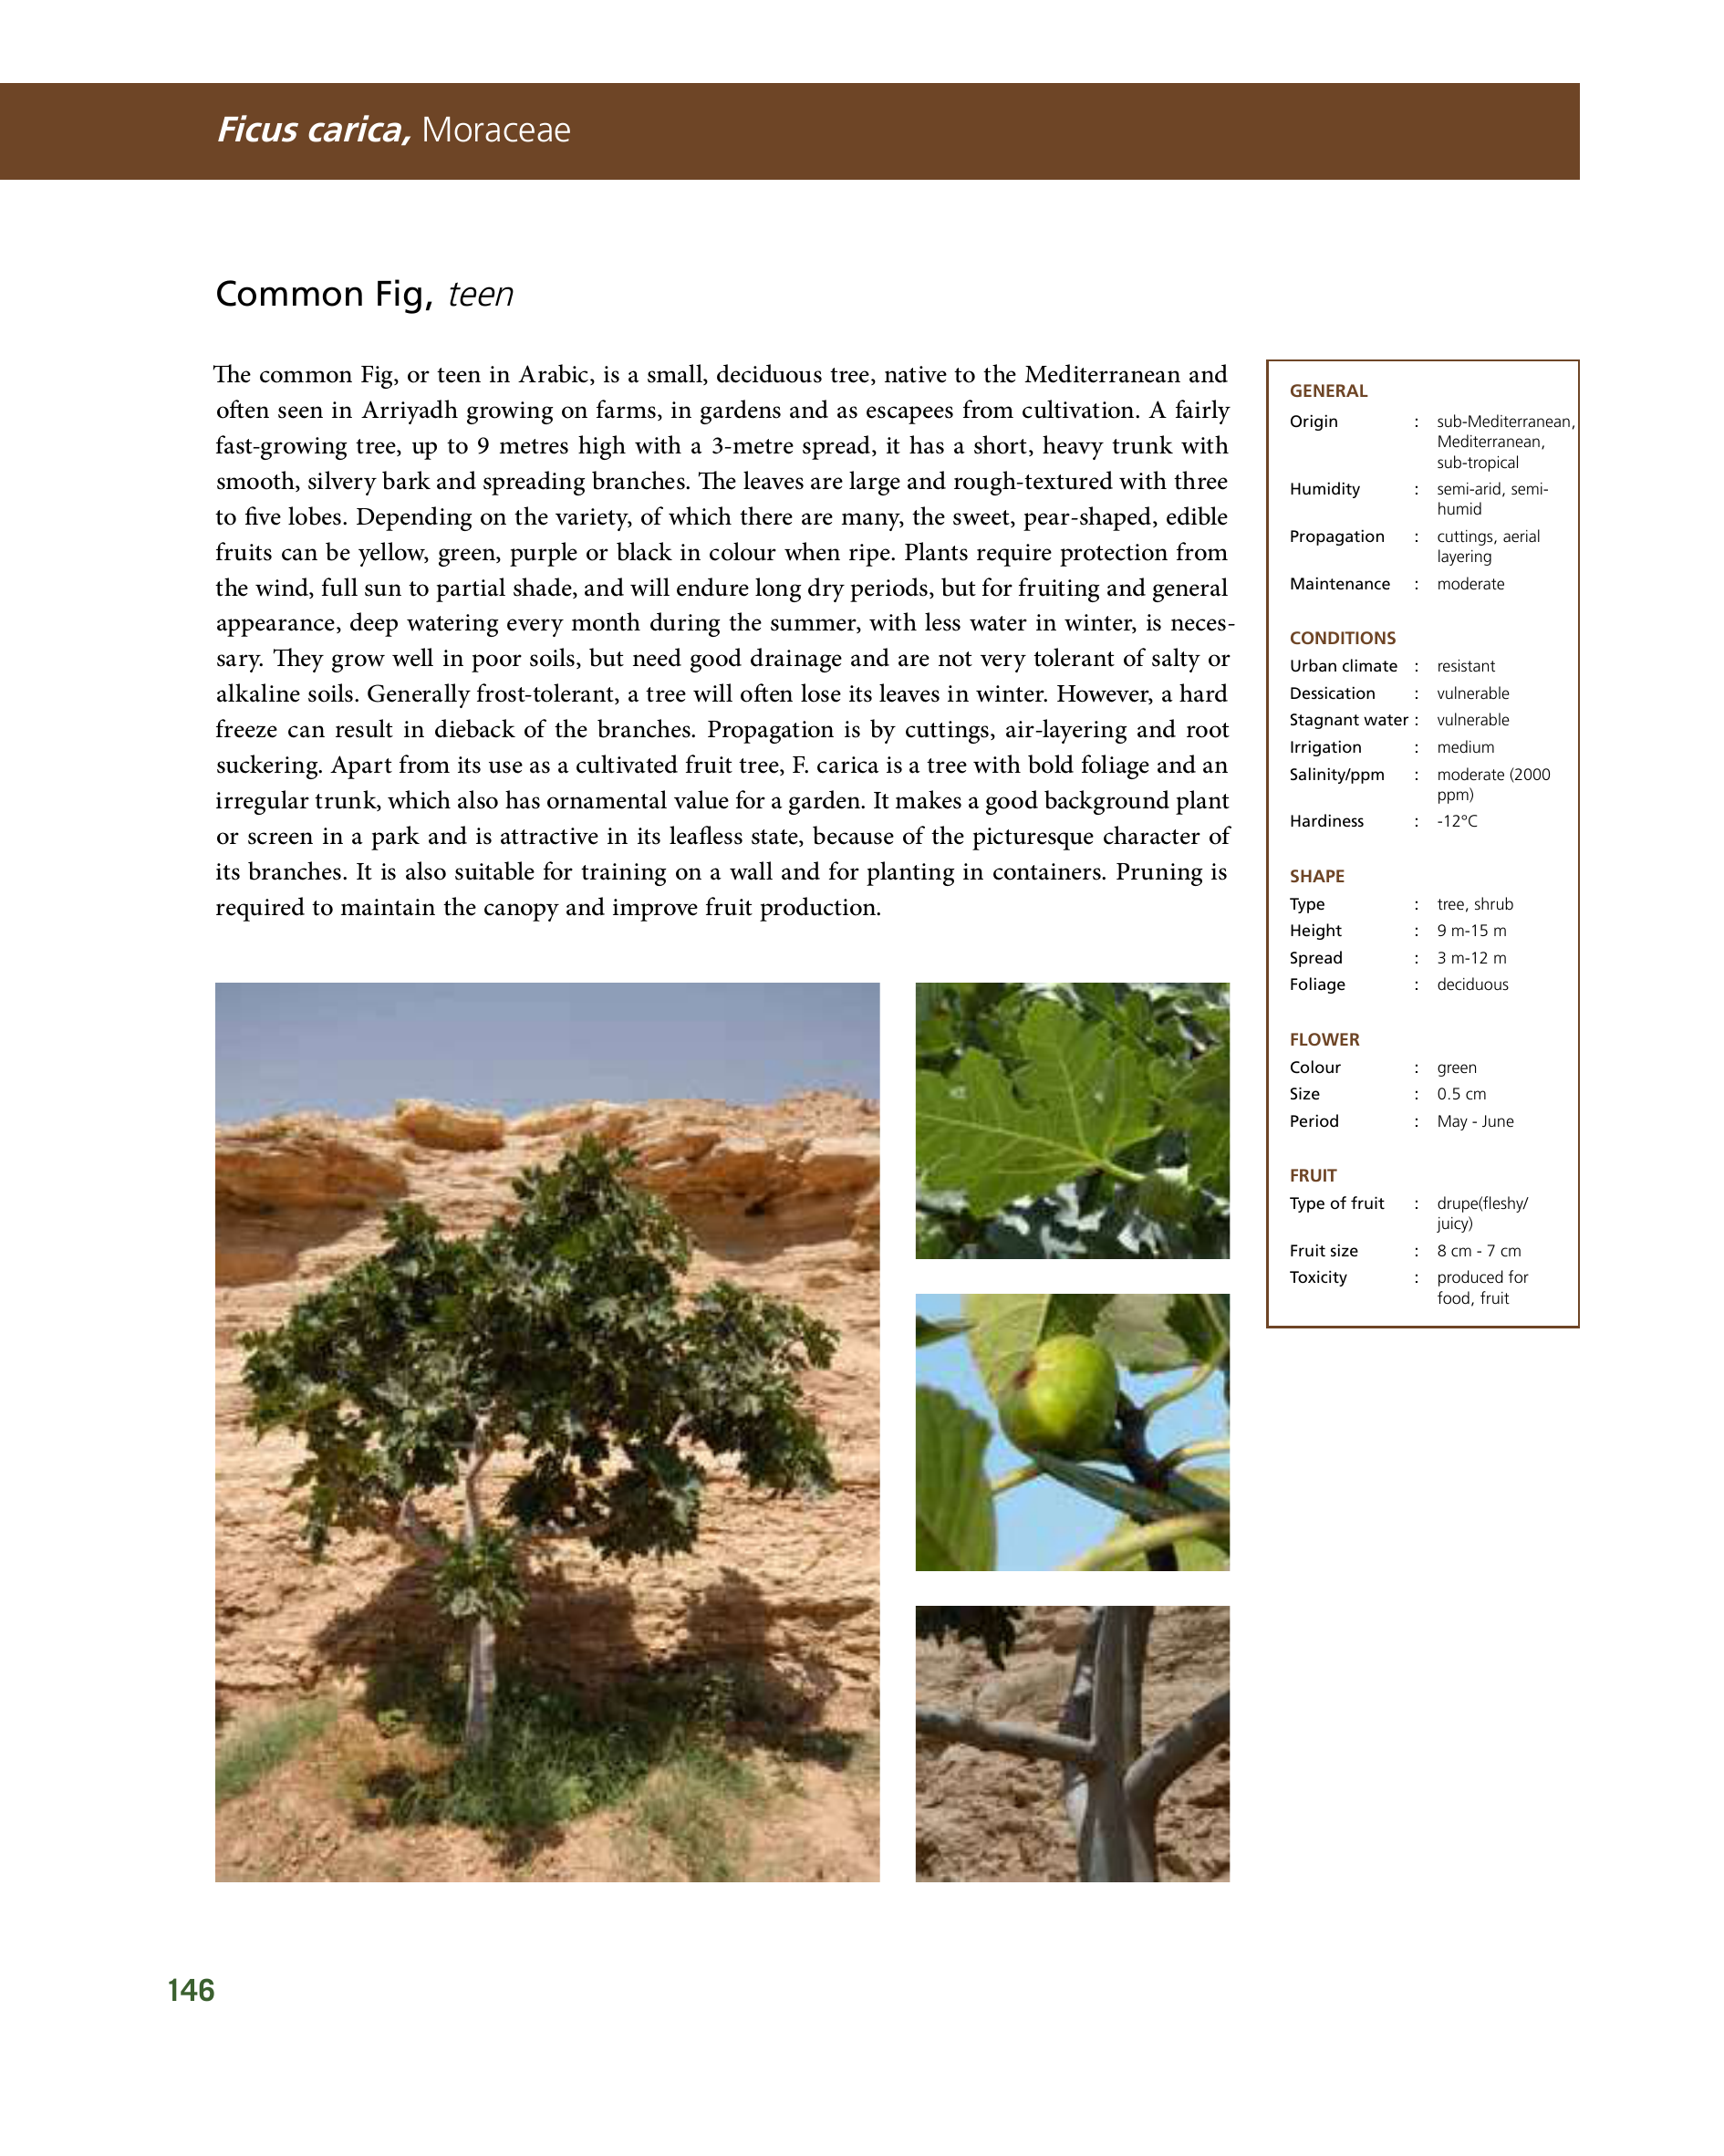 Ficus carica, Moraceae
Common Fig, teen
The common Fig, or teen in Arabic, is a small, deciduous tree, native to the Mediterranean and
often seen in Arriyadh growing on farms, in gardens and as escapees from cultivation. A fairly
fast-growing tree, up to 9 metres high with a 3-metre spread, it has a short, heavy trunk with
smooth, silvery bark and spreading branches. The leaves are large and rough-textured with three
to five lobes. Depending on the variety, of which there are many, the sweet, pear-shaped, edible
fruits can be yellow, green, purple or black in colour when ripe. Plants require protection from
the wind, full sun to partial shade, and will endure long dry periods, but for fruiting and general
appearance, deep watering every month during the summer, with less water in winter, is neces-
sary. They grow well in poor soils, but need good drainage and are not very tolerant of salty or
alkaline soils. Generally frost-tolerant, a tree will often lose its leaves in winter. However, a hard
freeze can result in dieback of the branches. Propagation is by cuttings, air-layering and root
suckering. Apart from its use as a cultivated fruit tree, F. carica is a tree with bold foliage and an
irregular trunk, which also has ornamental value for a garden. It makes a good background plant
or screen in a park and is attractive in its leafless state, because of the picturesque character of
its branches. It is also suitable for training on a wall and for planting in containers. Pruning is
required to maintain the canopy and improve fruit production.
GENERAL
Origin : sub-Mediterranean,
Mediterranean,
sub-tropical
Humidity : semi-arid, semi-
humid
Propagation : cuttings, aerial
layering
Maintenance : moderate
CONDITIONS
Urban climate : resistant
Dessication : vulnerable
Stagnant water : vulnerable
Irrigation : medium
Salinity/ppm : moderate (2000
ppm)
Hardiness : -12°C
SHAPE
Type : tree, shrub
Height : 9 m-15 m
Spread : 3 m-12 m
Foliage : deciduous
FLOWER
Colour : green
Size : 0.5 cm
Period : May - June
FRUIT
Type of fruit : drupe(fleshy/
juicy)
Fruit size : 8 cm - 7 cm
Toxicity : produced for
food, fruit
146